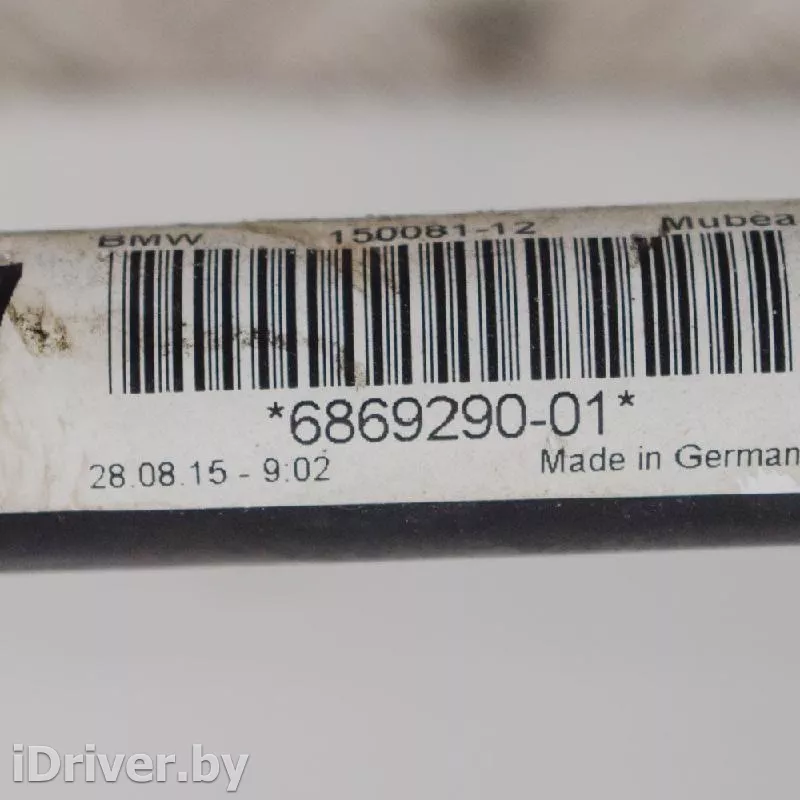 BMW 150081-12 Mubea
*6869290-01*
28.08.15 - 9:02 Made in German
iDriver.by